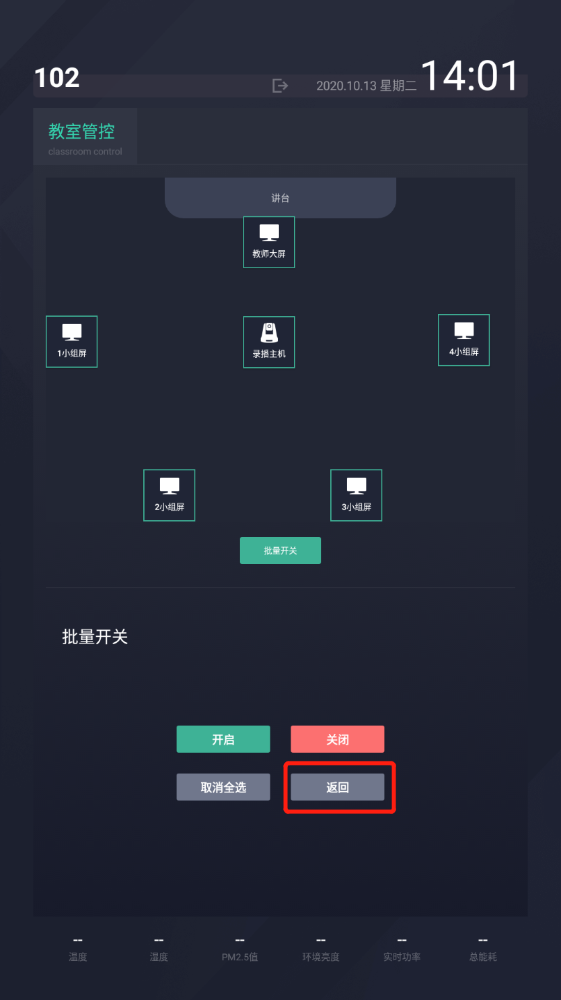 102
2020.10.13 星期二 14:01
教室管控
classroom control
讲台
教师大屏
1小组屏
录播主机
4小组屏
2小组屏
3小组屏
批量开关
批量开关
开启
关闭
取消全选
返回
-- -- -- -- -- --
温度 湿度 PM2.5值 环境亮度 实时功率 总能耗